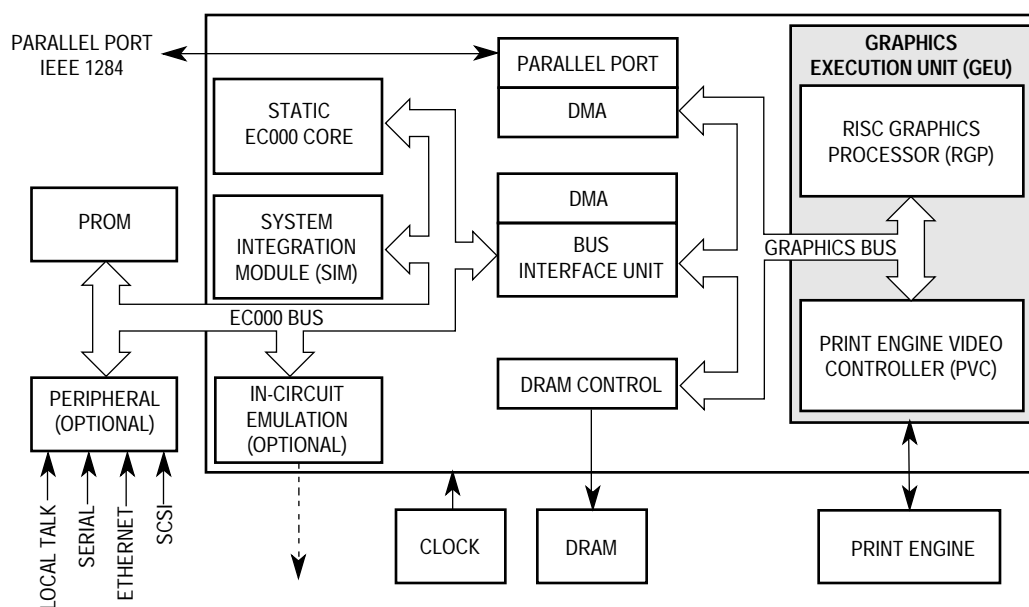 PARALLEL PORT
IEEE 1284
PARALLEL PORT
DMA
GRAPHICS
EXECUTION UNIT (GEU)
STATIC
EC000 CORE
RISC GRAPHICS
PROCESSOR (RGP)
PROM
SYSTEM
INTEGRATION
MODULE (SIM)
DMA
BUS
INTERFACE UNIT
GRAPHICS BUS
EC000 BUS
PRINT ENGINE VIDEO
CONTROLLER (PVC)
PERIPHERAL
(OPTIONAL)
IN-CIRCUIT
EMULATION
(OPTIONAL)
DRAM CONTROL
LOCAL TALK
SERIAL
ETHERNET
SCSI
CLOCK
DRAM
PRINT ENGINE